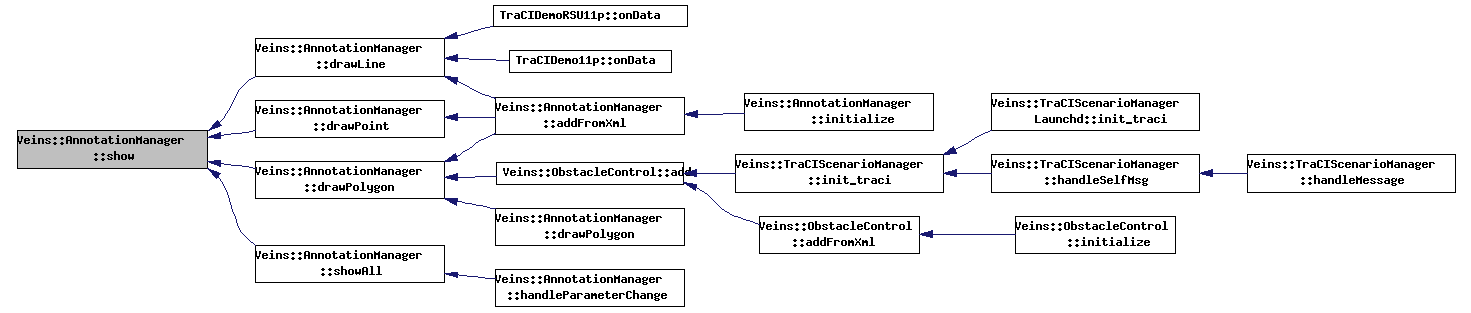 TraCIDemoRSU11p::onData
Veins::AnnotationManager
::drawLine
TraCIDemo11p::onData
Veins::AnnotationManager
::drawPoint
Veins::AnnotationManager
::addFromXml
Veins::AnnotationManager
::initialize
Veins::TraCIScenarioManager
Launchd::init_traci
Veins::AnnotationManager
::show
Veins::AnnotationManager
::drawPolygon
Veins::ObstacleControl::add
Veins::TraCIScenarioManager
::init_traci
Veins::TraCIScenarioManager
::handleSelfMsg
Veins::TraCIScenarioManager
::handleMessage
Veins::AnnotationManager
::drawPolygon
Veins::ObstacleControl
::addFromXml
Veins::ObstacleControl
::initialize
Veins::AnnotationManager
::showAll
Veins::AnnotationManager
::handleParameterChange